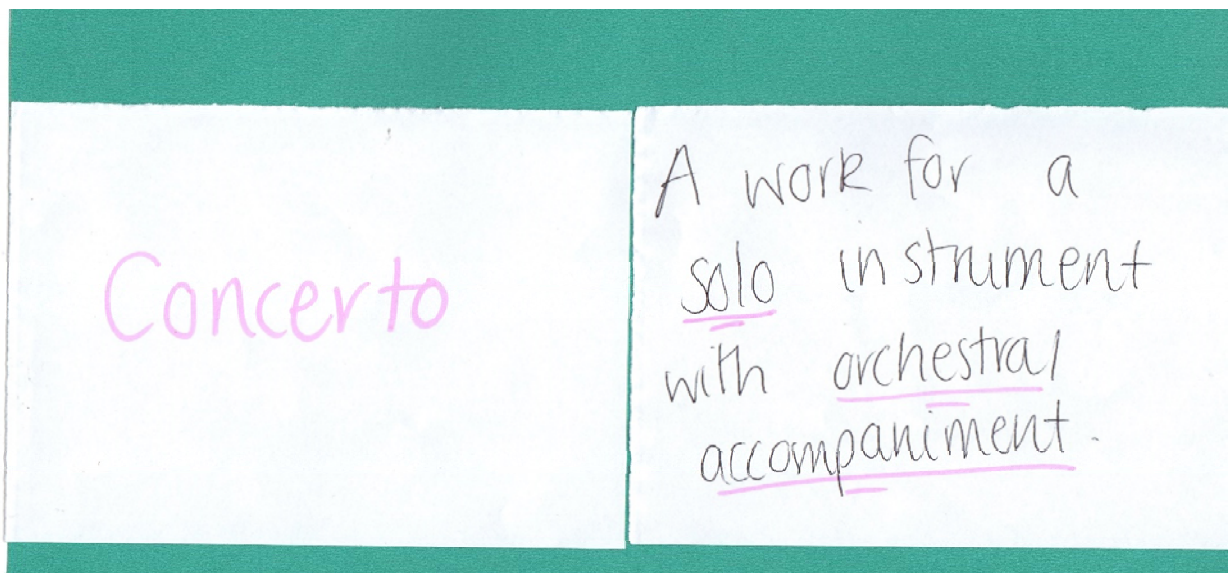 Concerto
A work for a
solo instrument
with orchestral
accompaniment.